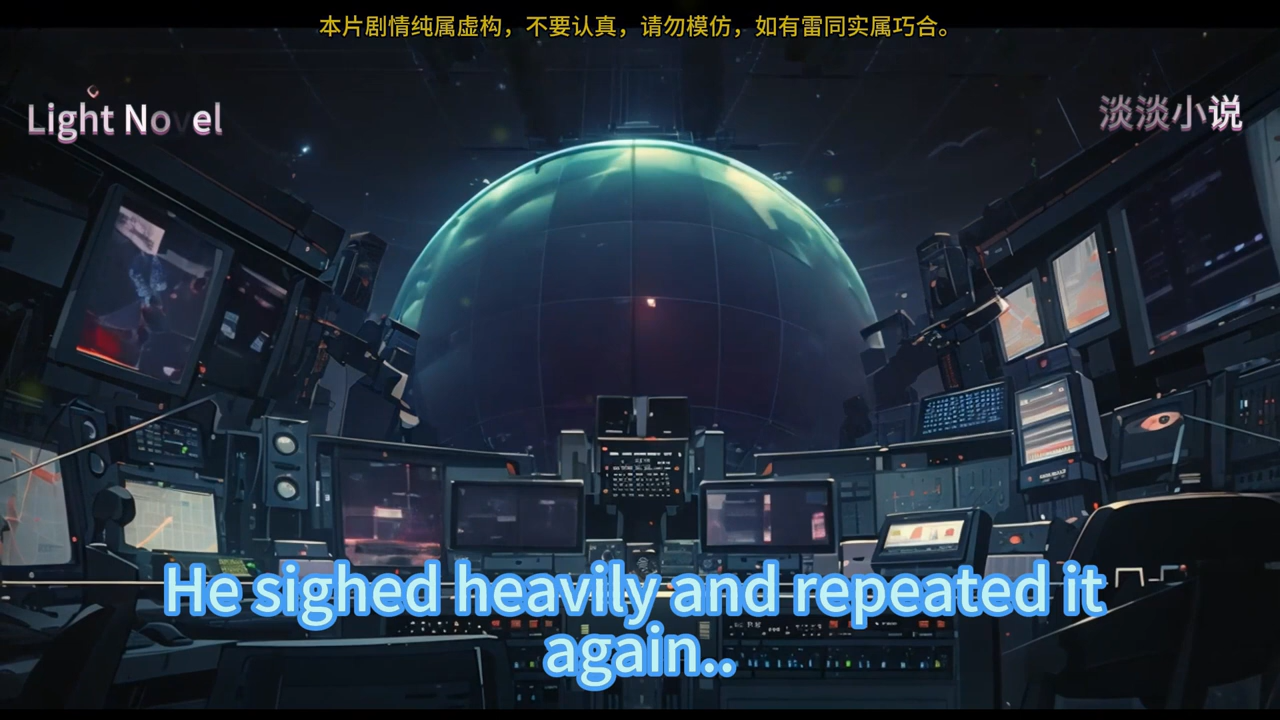 本片剧情纯属虚构，不要认真，请勿模仿，如有雷同实属巧合。
Light Novel
淡淡小说
He sighed heavily and repeated it
again..